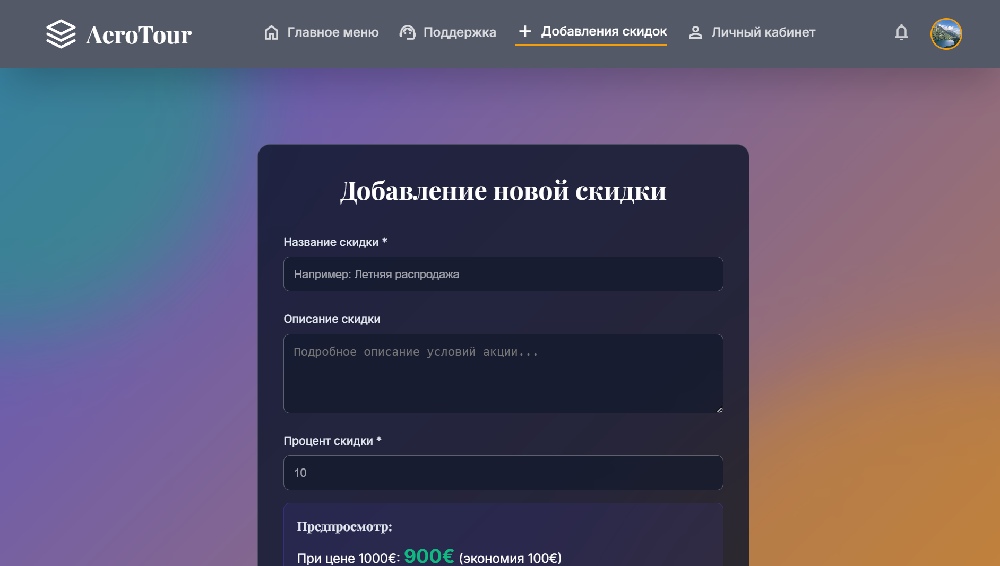 AeroTour
Главное меню
Поддержка
Добавления скидок
Личный кабинет
Добавление новой скидки
Название скидки *
Например: Летняя распродажа
Описание скидки
Подробное описание условий акции...
Процент скидки *
10
Предпросмотр:
При цене 1000€: 900€ (экономия 100€)